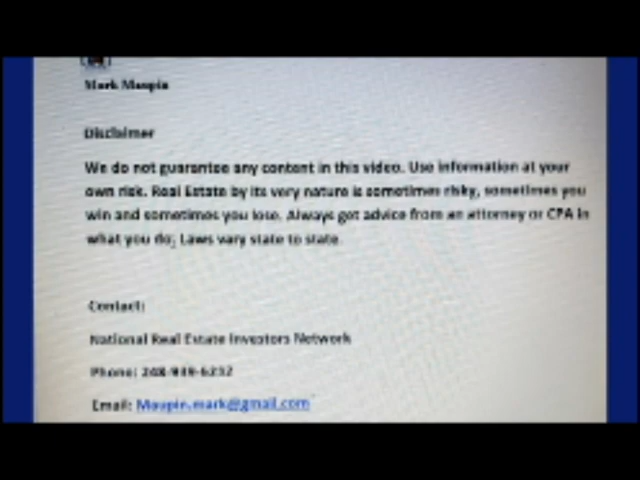 Mark Maupin
Disclaimer
We do not guarantee any content in this video. Use information at your
own risk. Real Estate by its very nature is sometimes risky, sometimes you
win and sometimes you lose. Always get advice from an attorney or CPA in
what you do; Laws vary state to state
Contact:
National Real Estate Investors Network
Phone:
Email: Maupin.mark@gmail.com